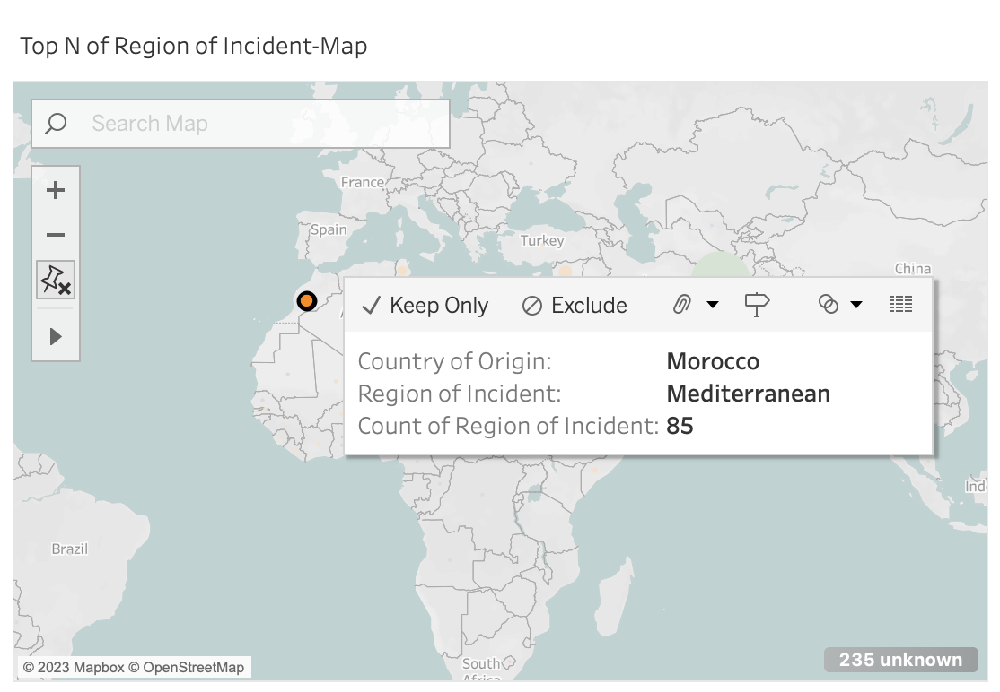 Top N of Region of Incident-Map
Search Map
France
Spain
Turkey
China
Keep Only Exclude
Country of Origin: Morocco
Region of Incident: Mediterranean
Count of Region of Incident: 85
Ind
Brazil
South
Africa
235 unknown
© 2023 Mapbox © OpenStreetMap